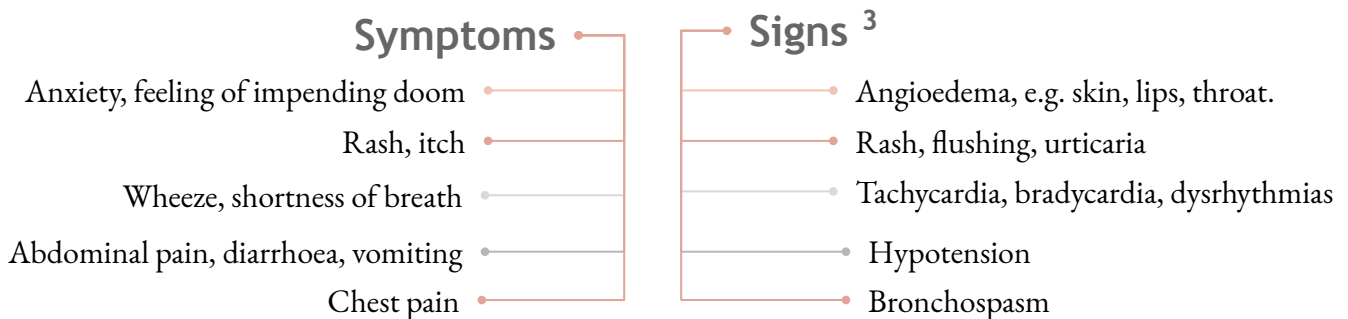 Symptoms
Anxiety, feeling of impending doom
Rash, itch
Wheeze, shortness of breath
Abdominal pain, diarrhoea, vomiting
Chest pain
Signs ³
Angioedema, e.g. skin, lips, throat.
Rash, flushing, urticaria
Tachycardia, bradycardia, dysrhythmias
Hypotension
Bronchospasm